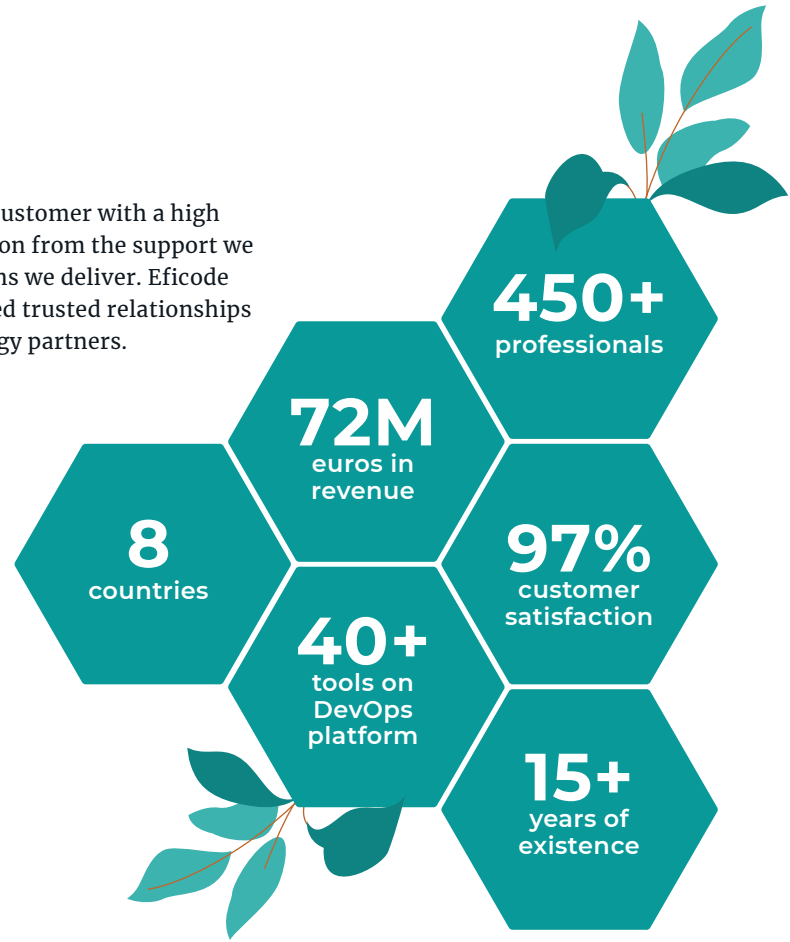 ustomer with a high
on from the support we
ns we deliver. Eficode
ed trusted relationships
gy partners.
450+
professionals
72M
euros in
revenue
8
countries
97%
customer
satisfaction
40+
tools on
DevOps
platform
15+
years of
existence